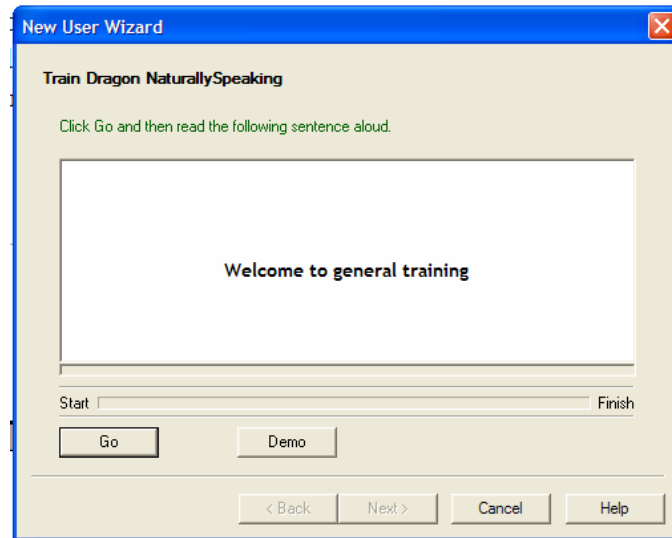 New User Wizard
Train Dragon NaturallySpeaking
Click Go and then read the following sentence aloud.
Welcome to general training
Start Finish
Go Demo
< Back Next > Cancel Help